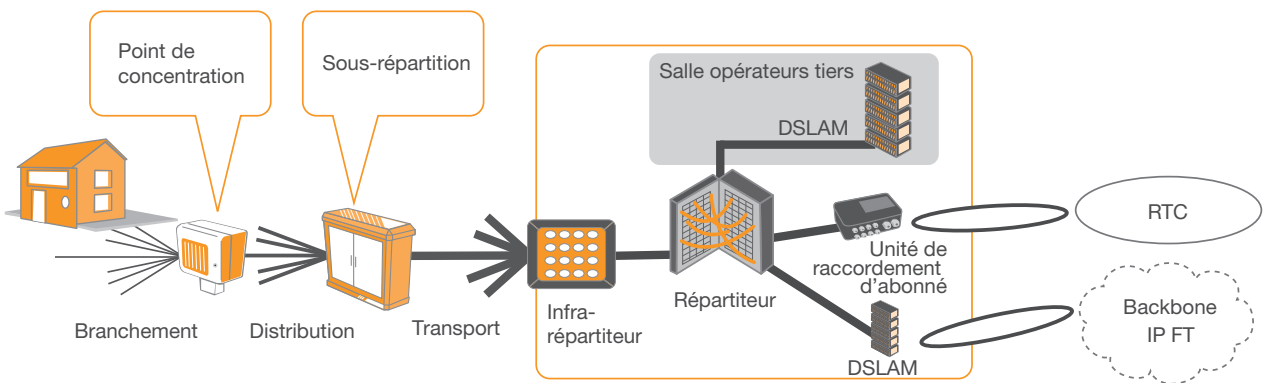 Point de
concentration
Sous-répartition
Salle opérateurs tiers
DSLAM
RTC
Unité de
raccordement
d'abonné
Branchement
Distribution
Transport
Infra-
répartiteur
Répartiteur
DSLAM
Backbone
IP FT